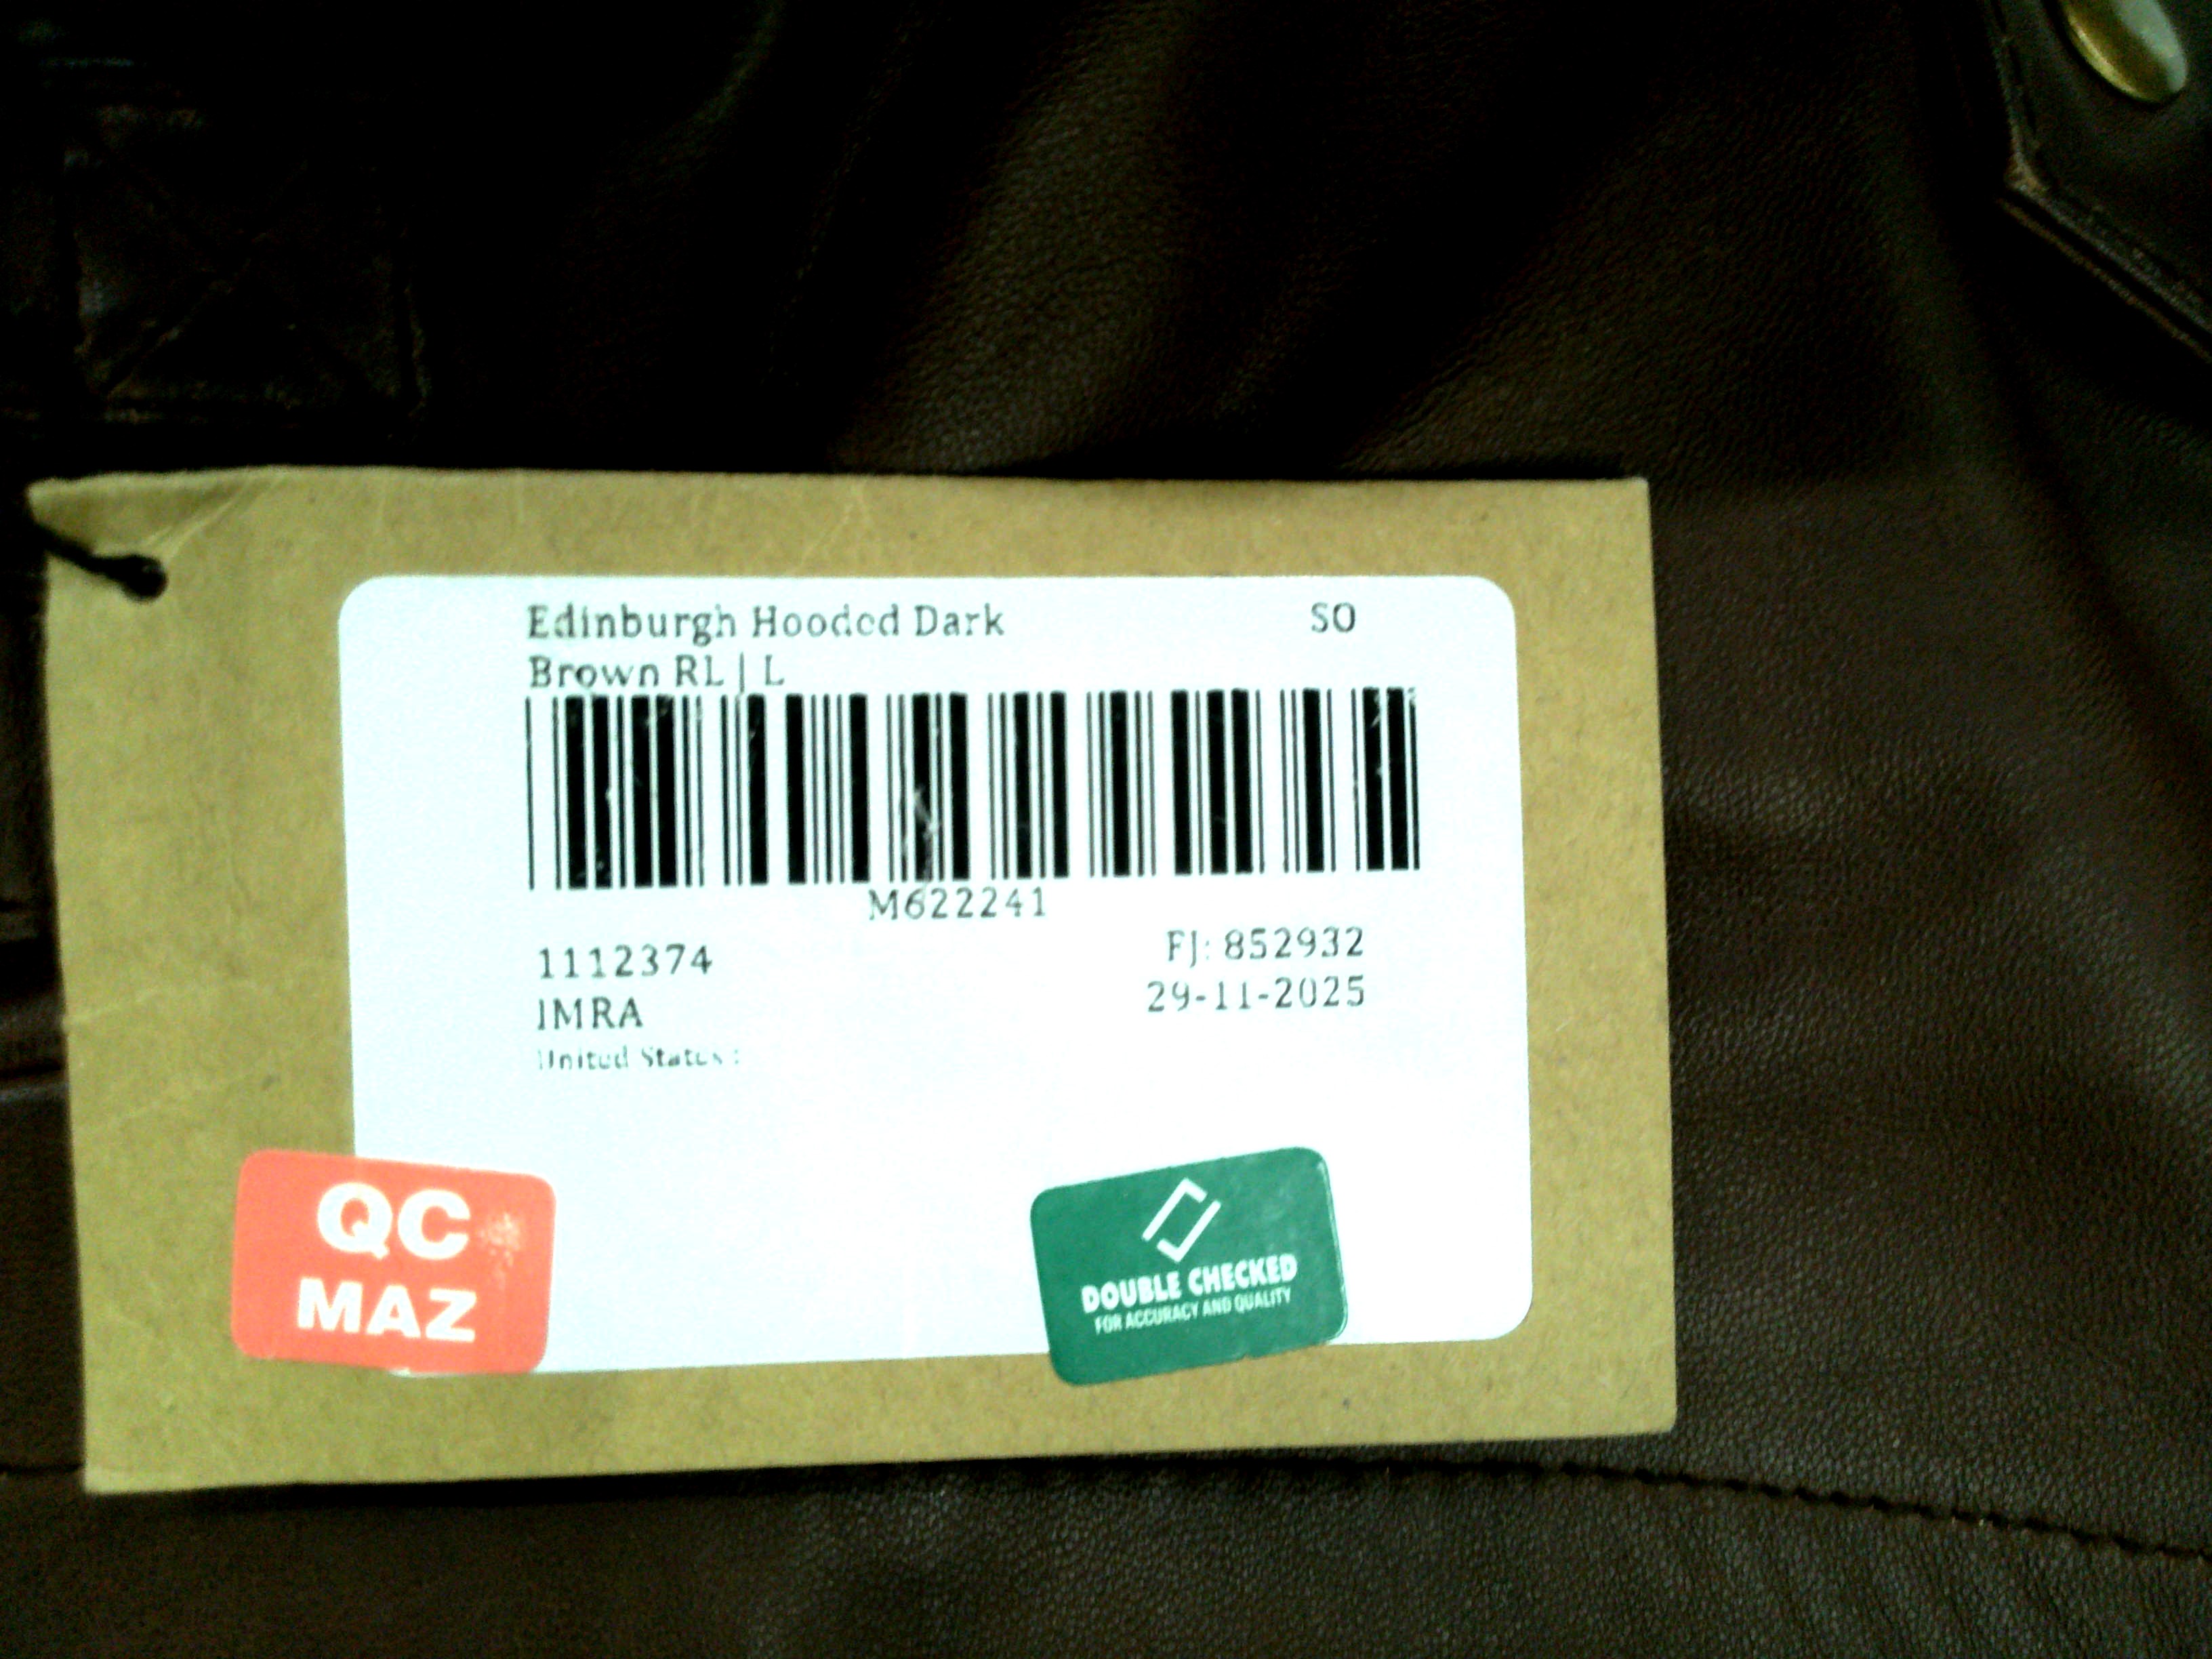 Edinburgh Hooded Dark SO
Brown RL | L
M622241
1112374 FJ: 852932
IMRA 29-11-2025
United States :
QC
MAZ
DOUBLE CHECKED
FOR ACCURACY AND QUALITY